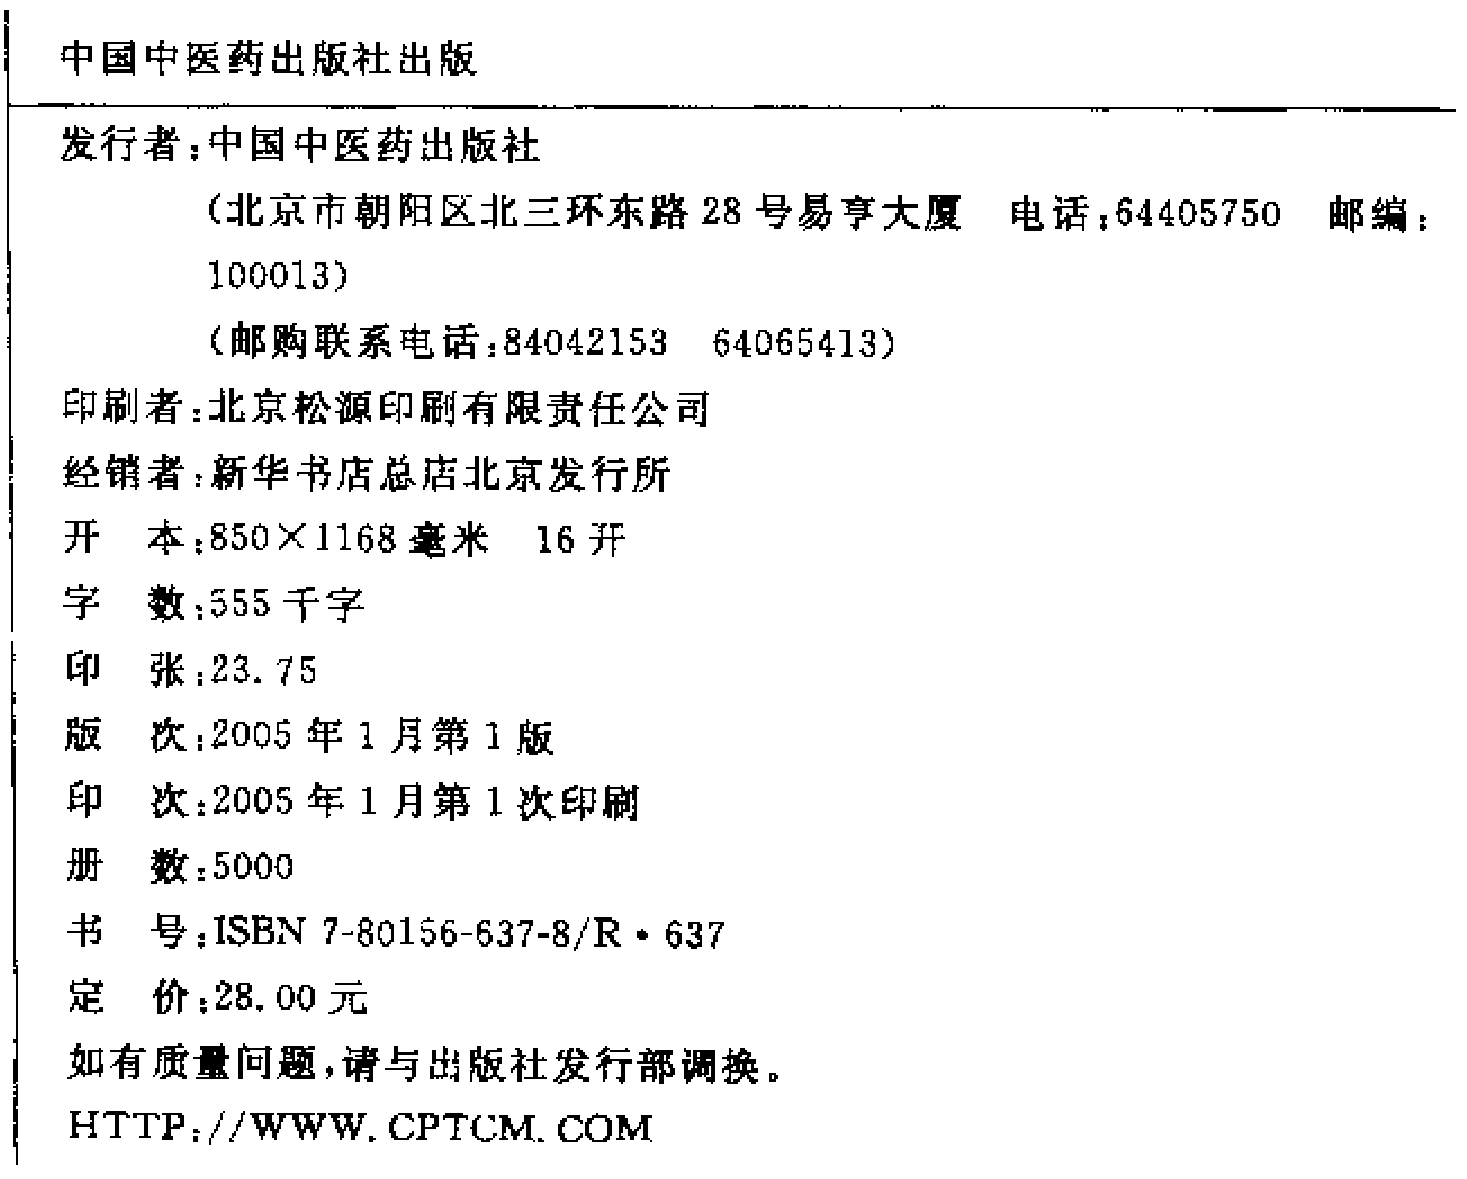 中国中医药出版社出版
发行者:中国中医药出版社
(北京市朝阳区北三环东路 28 号易亨大厦 电话:64405750 邮编:
100013)
(邮购联系电话:84042153 64065413)
印刷者:北京松源印刷有限责任公司
经销者:新华书店总店北京发行所
开 本:850×1168 毫米 16 开
字 数:555 千字
印 张:23.75
版 次:2005 年 1 月第 1 版
印 次:2005 年 1 月第 1 次印刷
册 数:5000
书 号:ISBN 7-80156-637-8/R·637
定 价:28.00 元
如有质量问题,请与出版社发行部调换。
HTTP://WWW.CPTCM.COM